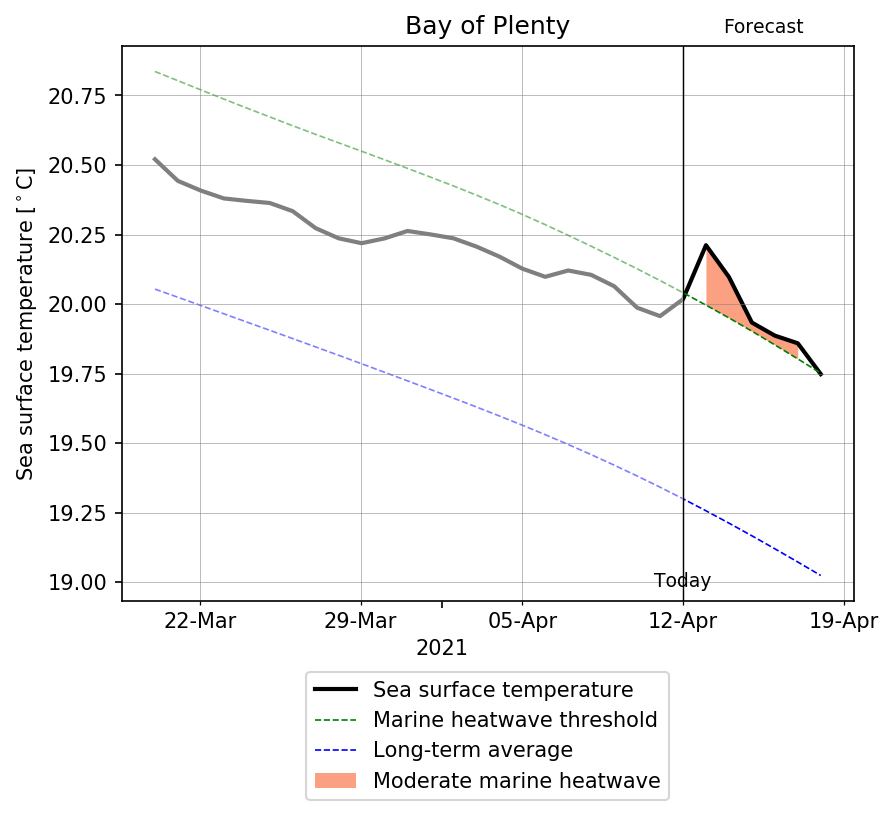 Bay of Plenty
Forecast
Sea surface temperature [°C]
20.75
20.50
20.25
20.00
19.75
19.50
19.25
19.00
Today
22-Mar
29-Mar
05-Apr
12-Apr
19-Apr
2021
Sea surface temperature
Marine heatwave threshold
Long-term average
Moderate marine heatwave